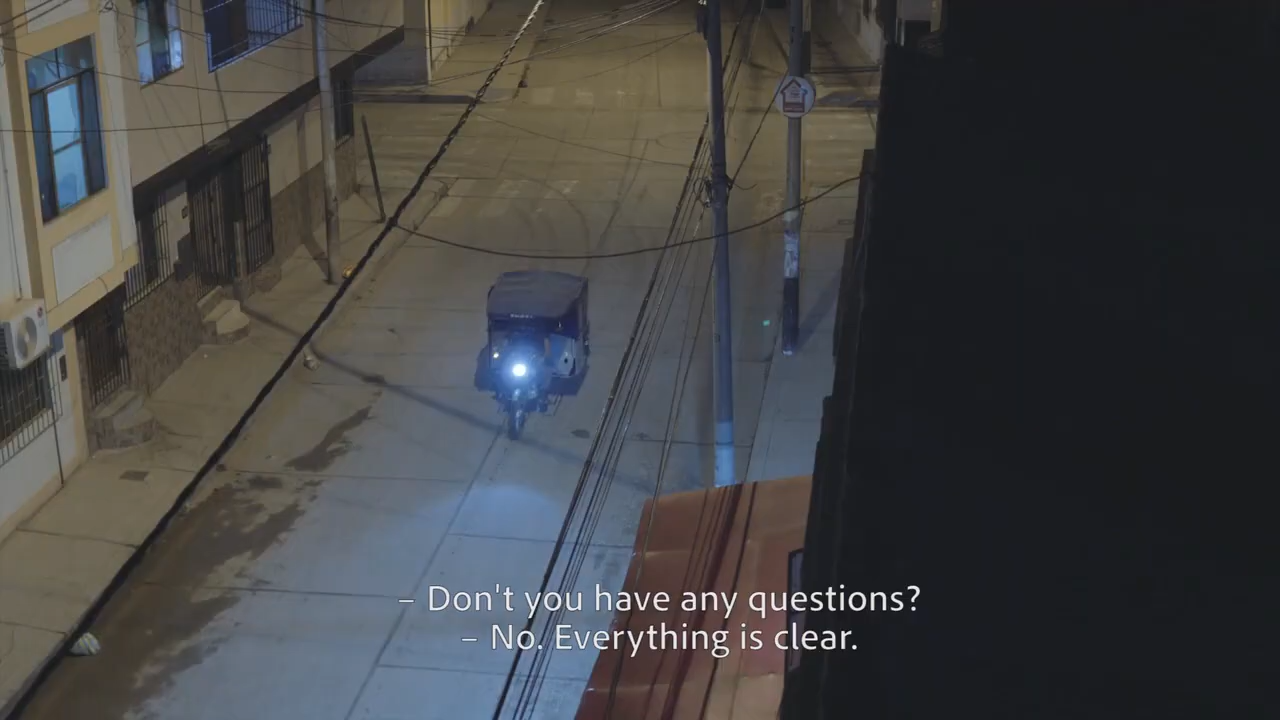 – Don't you have any questions?
– No. Everything is clear.